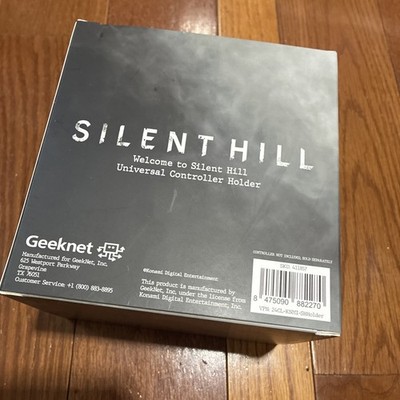 SILENT HILL
Welcome to Silent Hill
Universal Controller Holder
Geeknet
Manufactured for GeekNet, Inc.
625 Westport Parkway
Grapevine
TX 76051
Customer Service: +1 (800) 883-8895
©Konami Digital Entertainment
This product is manufactured by
GeekNet, Inc. under the license from
Konami Digital Entertainment, Inc.
CONTROLLER NOT INCLUDED, SOLD SEPARATELY
8 475090 882270